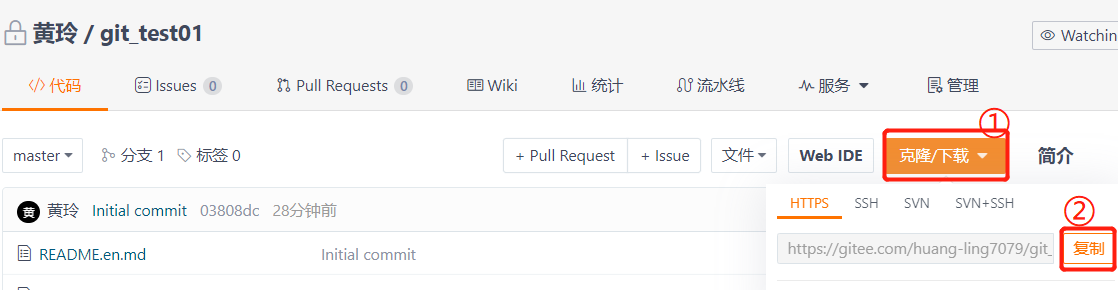 黄玲 / git_test01
Watchin
代码 Issues 0 Pull Requests 0 Wiki 统计 流水线 服务 管理
①
master 分支 1 标签 0 + Pull Request + Issue 文件 Web IDE 克隆/下载 简介
黄 黄玲 Initial commit 03808dc 28分钟前
HTTPS SSH SVN SVN+SSH
②
README.en.md Initial commit
https://gitee.com/huang-ling7079/git_ 复制